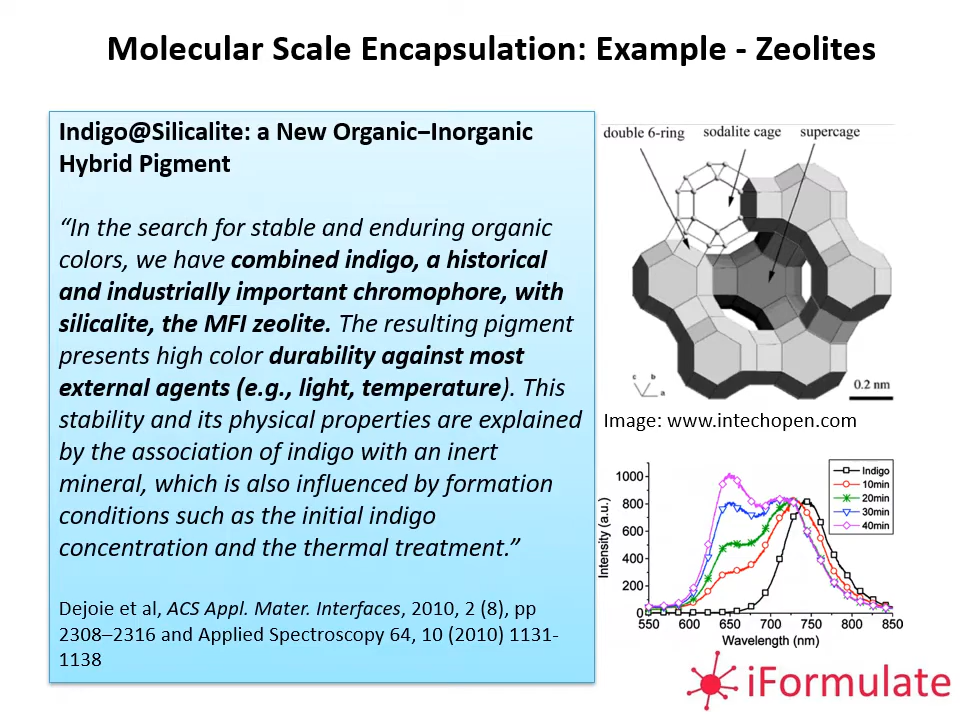 Molecular Scale Encapsulation: Example - Zeolites
Indigo@Silicalite: a New Organic–Inorganic
Hybrid Pigment
“In the search for stable and enduring organic
colors, we have combined indigo, a historical
and industrially important chromophore, with
silicalite, the MFI zeolite. The resulting pigment
presents high color durability against most
external agents (e.g., light, temperature). This
stability and its physical properties are explained
by the association of indigo with an inert
mineral, which is also influenced by formation
conditions such as the initial indigo
concentration and the thermal treatment.”
Dejoie et al, ACS Appl. Mater. Interfaces, 2010, 2 (8), pp
2308–2316 and Applied Spectroscopy 64, 10 (2010) 1131-
1138
double 6-ring sodalite cage supercage
c b
a
0.2 nm
Image: www.intechopen.com
Intensity (a.u.)
1000
800
600
400
200
0
550 600 650 700 750 800 850
Wavelength (nm)
Indigo
10min
20min
30min
40min
iFormulate